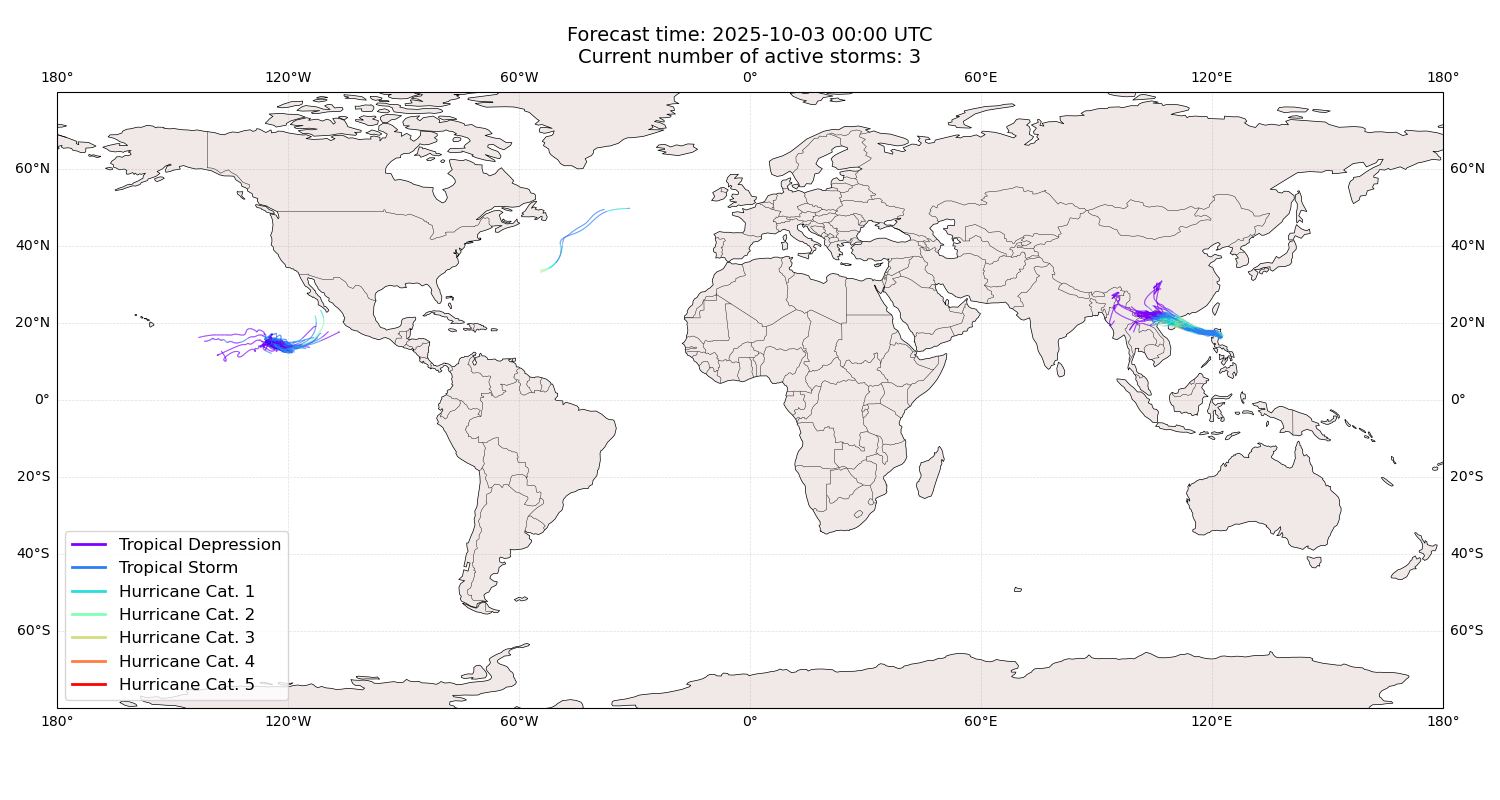 Forecast time: 2025-10-03 00:00 UTC
Current number of active storms: 3
180° 120°W 60°W 0° 60°E 120°E 180°
60°N 60°N
40°N 40°N
20°N 20°N
0° 0°
20°S 20°S
40°S 40°S
60°S 60°S
Tropical Depression
Tropical Storm
Hurricane Cat. 1
Hurricane Cat. 2
Hurricane Cat. 3
Hurricane Cat. 4
Hurricane Cat. 5
180° 120°W 60°W 0° 60°E 120°E 180°